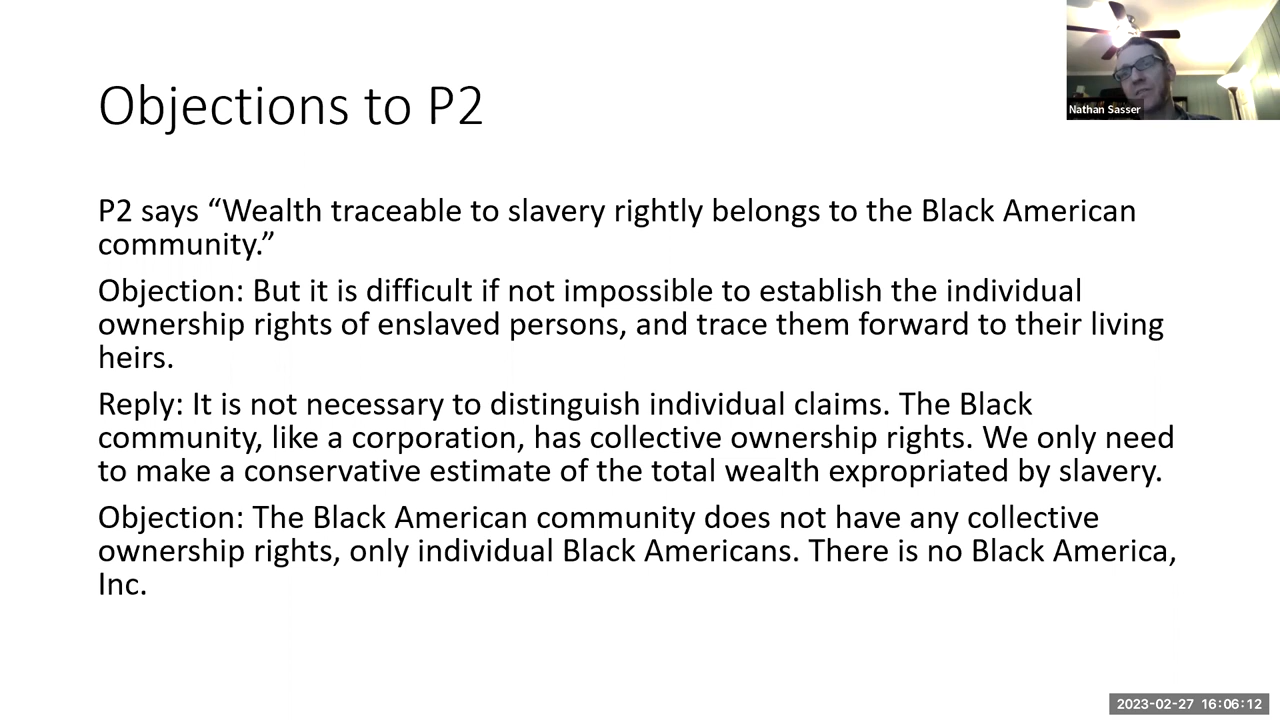 Objections to P2
Nathan Sasser
P2 says “Wealth traceable to slavery rightly belongs to the Black American
community.”
Objection: But it is difficult if not impossible to establish the individual
ownership rights of enslaved persons, and trace them forward to their living
heirs.
Reply: It is not necessary to distinguish individual claims. The Black
community, like a corporation, has collective ownership rights. We only need
to make a conservative estimate of the total wealth expropriated by slavery.
Objection: The Black American community does not have any collective
ownership rights, only individual Black Americans. There is no Black America,
Inc.
2023-02-27 16:06:12